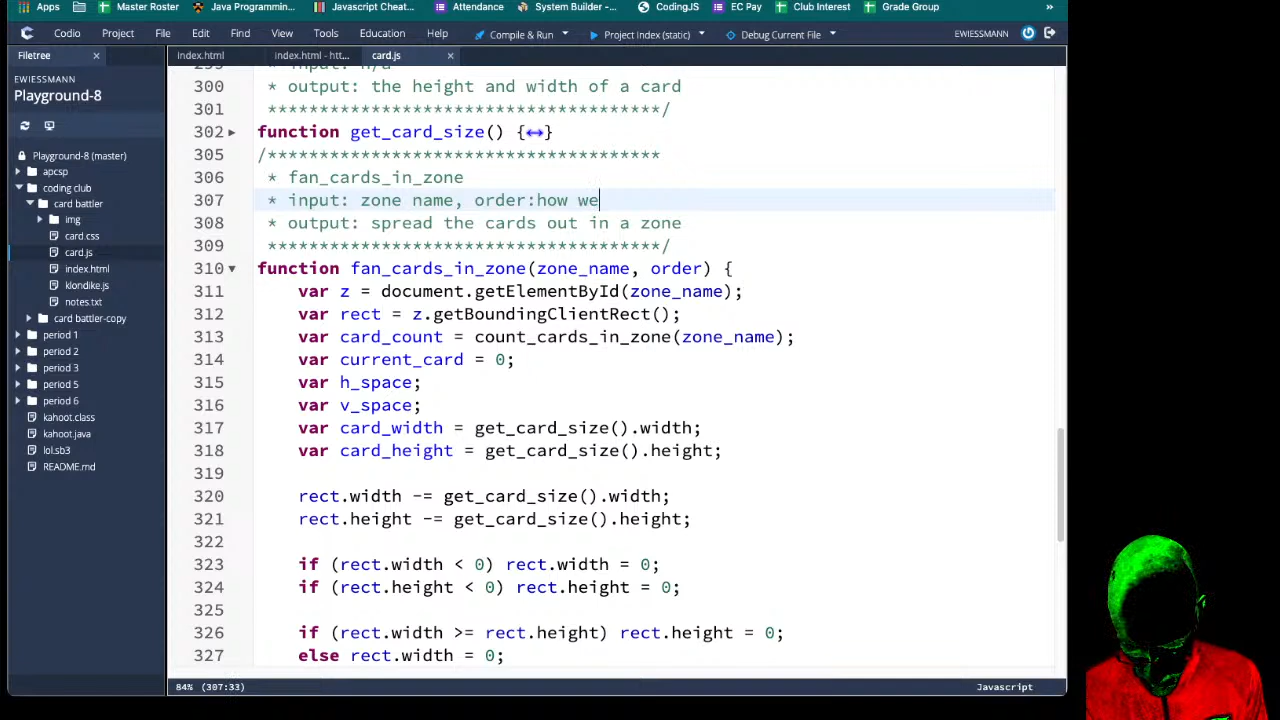 Apps Master Roster Java Programmin... Javascript Cheat... Attendance System Builder -... CodingJS EC Pay Club Interest Grade Group »
Codio Project File Edit Find View Tools Education Help Compile & Run Project Index (static) Debug Current File EWIESSMANN
Filetree × index.html index.html - htt... card.js ×
EWIESSMANN
Playground-8
Playground-8 (master)
apcsp
coding club
card battler
img
card.css
card.js
index.html
klondike.js
notes.txt
card battler-copy
period 1
period 2
period 3
period 5
period 6
kahoot.class
kahoot.java
lol.sb3
README.md
299 * input: n/a
300 * output: the height and width of a card
301 **************************************/
302 function get_card_size() {↔}
305 /**************************************
306 * fan_cards_in_zone
307 * input: zone name, order:how we
308 * output: spread the cards out in a zone
309 **************************************/
310 function fan_cards_in_zone(zone_name, order) {
311 var z = document.getElementById(zone_name);
312 var rect = z.getBoundingClientRect();
313 var card_count = count_cards_in_zone(zone_name);
314 var current_card = 0;
315 var h_space;
316 var v_space;
317 var card_width = get_card_size().width;
318 var card_height = get_card_size().height;
319
320 rect.width -= get_card_size().width;
321 rect.height -= get_card_size().height;
322
323 if (rect.width < 0) rect.width = 0;
324 if (rect.height < 0) rect.height = 0;
325
326 if (rect.width >= rect.height) rect.height = 0;
327 else rect.width = 0;
84% (307:33) Javascript